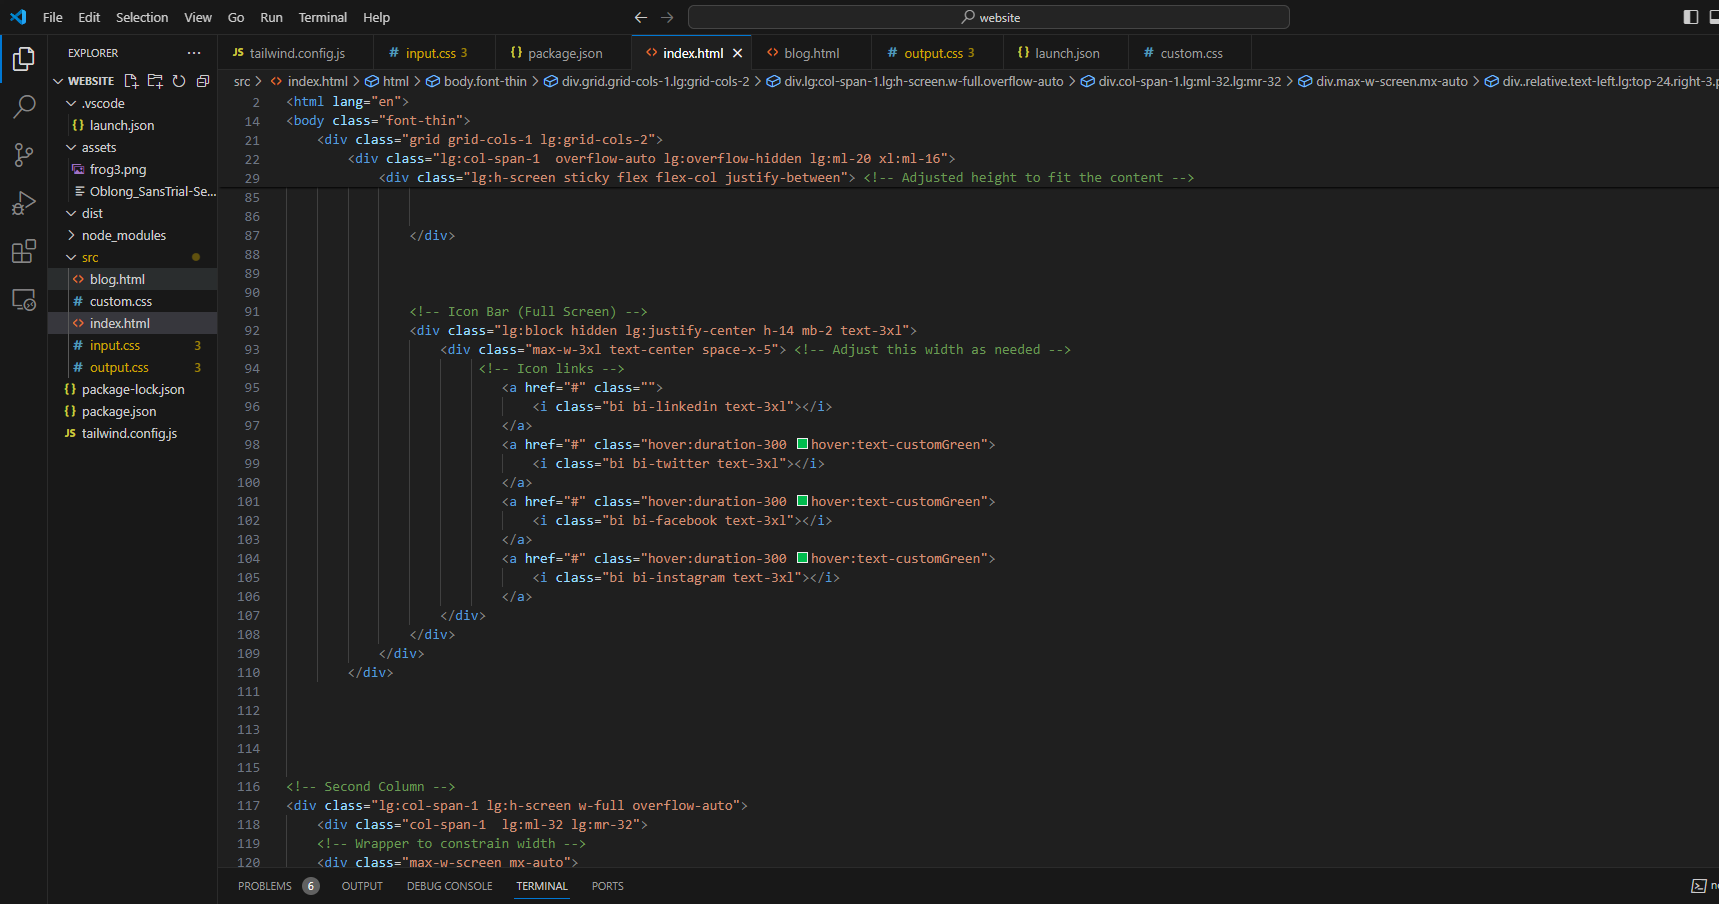 File Edit Selection View Go Run Terminal Help
website
EXPLORER
WEBSITE
.vscode
launch.json
assets
frog3.png
Oblong_SansTrial-Se...
dist
node_modules
src
blog.html
custom.css
index.html
input.css 3
output.css 3
package-lock.json
package.json
JS tailwind.config.js
JS tailwind.config.js # input.css 3 {} package.json <> index.html <> blog.html # output.css 3 {} launch.json # custom.css
src > index.html > html > body.font-thin > div.grid.grid-cols-1.lg:grid-cols-2 > div.lg:col-span-1.lg:h-screen.w-full.overflow-auto > div.col-span-1.lg:ml-32.lg:mr-32 > div.max-w-screen.mx-auto > div..relative.text-left.lg:top-24.right-3.p
2 <html lang="en">
14 <body class="font-thin">
21 <div class="grid grid-cols-1 lg:grid-cols-2">
22 <div class="lg:col-span-1  overflow-auto lg:overflow-hidden lg:ml-20 xl:ml-16">
29 <div class="lg:h-screen sticky flex flex-col justify-between"> <!-- Adjusted height to fit the content -->
85
86
87 </div>
88
89
90
91 <!-- Icon Bar (Full Screen) -->
92 <div class="lg:block hidden lg:justify-center h-14 mb-2 text-3xl">
93 <div class="max-w-3xl text-center space-x-5"> <!-- Adjust this width as needed -->
94 <!-- Icon links -->
95 <a href="#" class="">
96 <i class="bi bi-linkedin text-3xl"></i>
97 </a>
98 <a href="#" class="hover:duration-300 hover:text-customGreen">
99 <i class="bi bi-twitter text-3xl"></i>
100 </a>
101 <a href="#" class="hover:duration-300 hover:text-customGreen">
102 <i class="bi bi-facebook text-3xl"></i>
103 </a>
104 <a href="#" class="hover:duration-300 hover:text-customGreen">
105 <i class="bi bi-instagram text-3xl"></i>
106 </a>
107 </div>
108 </div>
109 </div>
110 </div>
111
112
113
114
115
116 <!-- Second Column -->
117 <div class="lg:col-span-1 lg:h-screen w-full overflow-auto">
118 <div class="col-span-1  lg:ml-32 lg:mr-32">
119 <!-- Wrapper to constrain width -->
120 <div class="max-w-screen mx-auto">
PROBLEMS 6 OUTPUT DEBUG CONSOLE TERMINAL PORTS